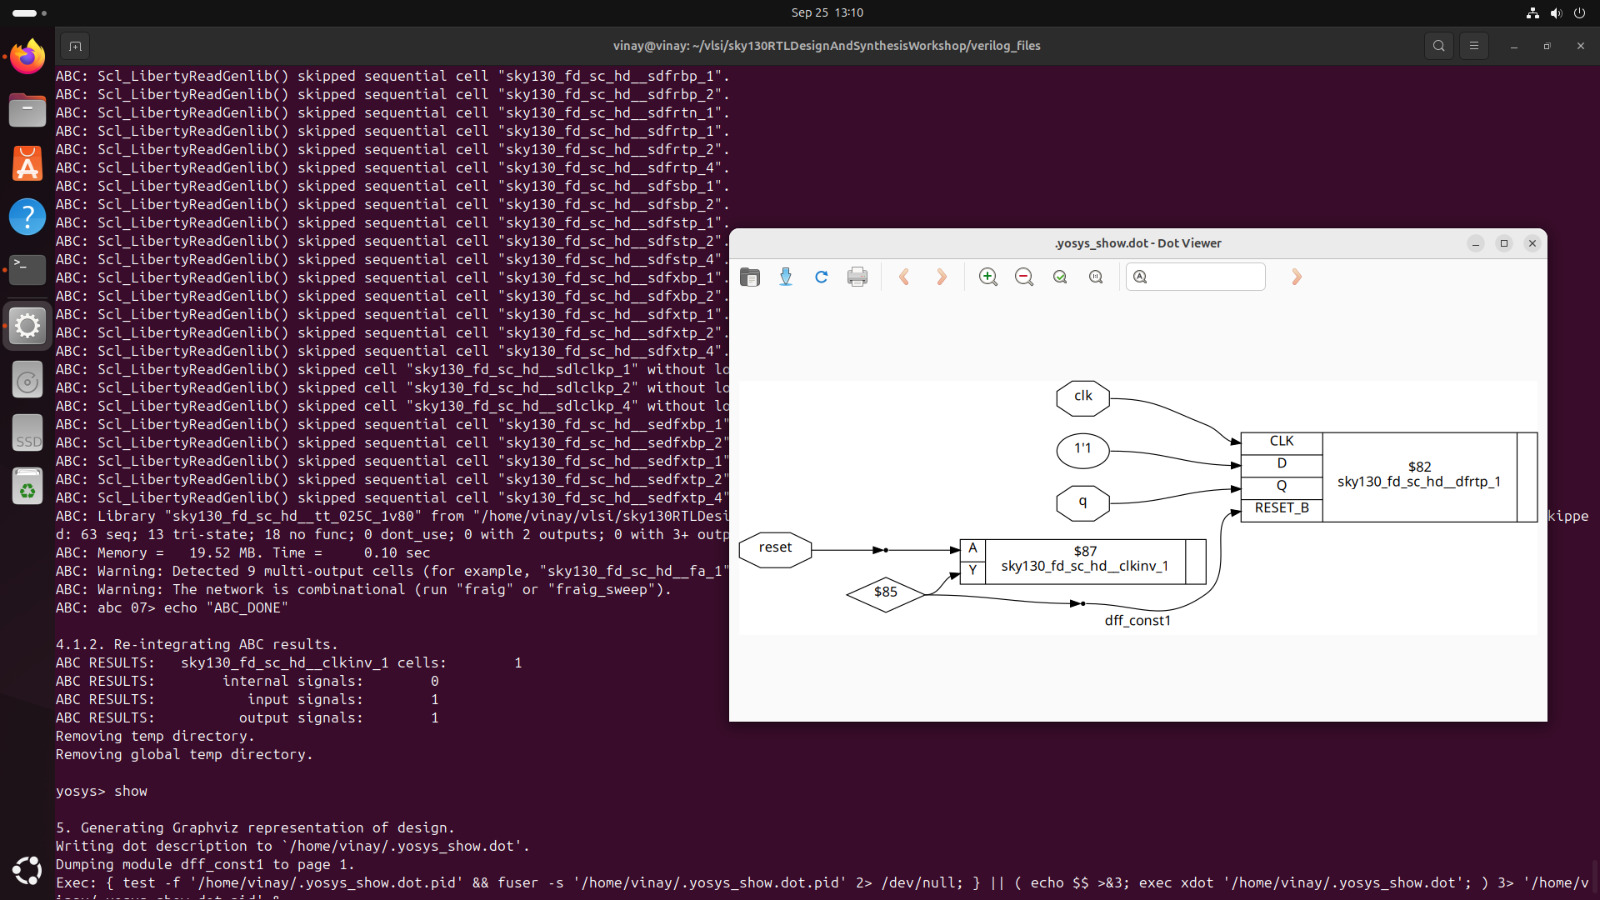 Sep 25 13:10
vinay@vinay: ~/vlsi/sky130RTLDesignAndSynthesisWorkshop/verilog_files
ABC: Scl_LibertyReadGenlib() skipped sequential cell "sky130_fd_sc_hd__sdfrbp_1".
ABC: Scl_LibertyReadGenlib() skipped sequential cell "sky130_fd_sc_hd__sdfrbp_2".
ABC: Scl_LibertyReadGenlib() skipped sequential cell "sky130_fd_sc_hd__sdfrtn_1".
ABC: Scl_LibertyReadGenlib() skipped sequential cell "sky130_fd_sc_hd__sdfrtp_1".
ABC: Scl_LibertyReadGenlib() skipped sequential cell "sky130_fd_sc_hd__sdfrtp_2".
ABC: Scl_LibertyReadGenlib() skipped sequential cell "sky130_fd_sc_hd__sdfrtp_4".
ABC: Scl_LibertyReadGenlib() skipped sequential cell "sky130_fd_sc_hd__sdfsbp_1".
ABC: Scl_LibertyReadGenlib() skipped sequential cell "sky130_fd_sc_hd__sdfsbp_2".
ABC: Scl_LibertyReadGenlib() skipped sequential cell "sky130_fd_sc_hd__sdfstp_1".
ABC: Scl_LibertyReadGenlib() skipped sequential cell "sky130_fd_sc_hd__sdfstp_2".
ABC: Scl_LibertyReadGenlib() skipped sequential cell "sky130_fd_sc_hd__sdfstp_4".
ABC: Scl_LibertyReadGenlib() skipped sequential cell "sky130_fd_sc_hd__sdfxbp_1".
ABC: Scl_LibertyReadGenlib() skipped sequential cell "sky130_fd_sc_hd__sdfxbp_2".
ABC: Scl_LibertyReadGenlib() skipped sequential cell "sky130_fd_sc_hd__sdfxtp_1".
ABC: Scl_LibertyReadGenlib() skipped sequential cell "sky130_fd_sc_hd__sdfxtp_2".
ABC: Scl_LibertyReadGenlib() skipped sequential cell "sky130_fd_sc_hd__sdfxtp_4".
ABC: Scl_LibertyReadGenlib() skipped cell "sky130_fd_sc_hd__sdlclkp_1" without lo
ABC: Scl_LibertyReadGenlib() skipped cell "sky130_fd_sc_hd__sdlclkp_2" without lo
ABC: Scl_LibertyReadGenlib() skipped cell "sky130_fd_sc_hd__sdlclkp_4" without lo
ABC: Scl_LibertyReadGenlib() skipped sequential cell "sky130_fd_sc_hd__sedfxbp_1"
ABC: Scl_LibertyReadGenlib() skipped sequential cell "sky130_fd_sc_hd__sedfxbp_2"
ABC: Scl_LibertyReadGenlib() skipped sequential cell "sky130_fd_sc_hd__sedfxtp_1"
ABC: Scl_LibertyReadGenlib() skipped sequential cell "sky130_fd_sc_hd__sedfxtp_2"
ABC: Scl_LibertyReadGenlib() skipped sequential cell "sky130_fd_sc_hd__sedfxtp_4"
ABC: Library "sky130_fd_sc_hd__tt_025C_1v80" from "/home/vinay/vlsi/sky130RTLDesi kippe
d: 63 seq; 13 tri-state; 18 no func; 0 dont_use; 0 with 2 outputs; 0 with 3+ outp
ABC: Memory = 19.52 MB. Time = 0.10 sec
ABC: Warning: Detected 9 multi-output cells (for example, "sky130_fd_sc_hd__fa_1"
ABC: Warning: The network is combinational (run "fraig" or "fraig_sweep").
ABC: abc 07> echo "ABC_DONE"
4.1.2. Re-integrating ABC results.
ABC RESULTS: sky130_fd_sc_hd__clkinv_1 cells: 1
ABC RESULTS: internal signals: 0
ABC RESULTS: input signals: 1
ABC RESULTS: output signals: 1
Removing temp directory.
Removing global temp directory.
yosys> show
5. Generating Graphviz representation of design.
Writing dot description to `/home/vinay/.yosys_show.dot'.
Dumping module dff_const1 to page 1.
Exec: { test -f '/home/vinay/.yosys_show.dot.pid' && fuser -s '/home/vinay/.yosys_show.dot.pid' 2> /dev/null; } || ( echo $$ >&3; exec xdot '/home/vinay/.yosys_show.dot'; ) 3> '/home/v
.yosys_show.dot - Dot Viewer
clk
1'1
q
CLK
D
Q
RESET_B
$82
sky130_fd_sc_hd__dfrtp_1
reset
A
Y
$87
sky130_fd_sc_hd__clkinv_1
$85
dff_const1
SSD